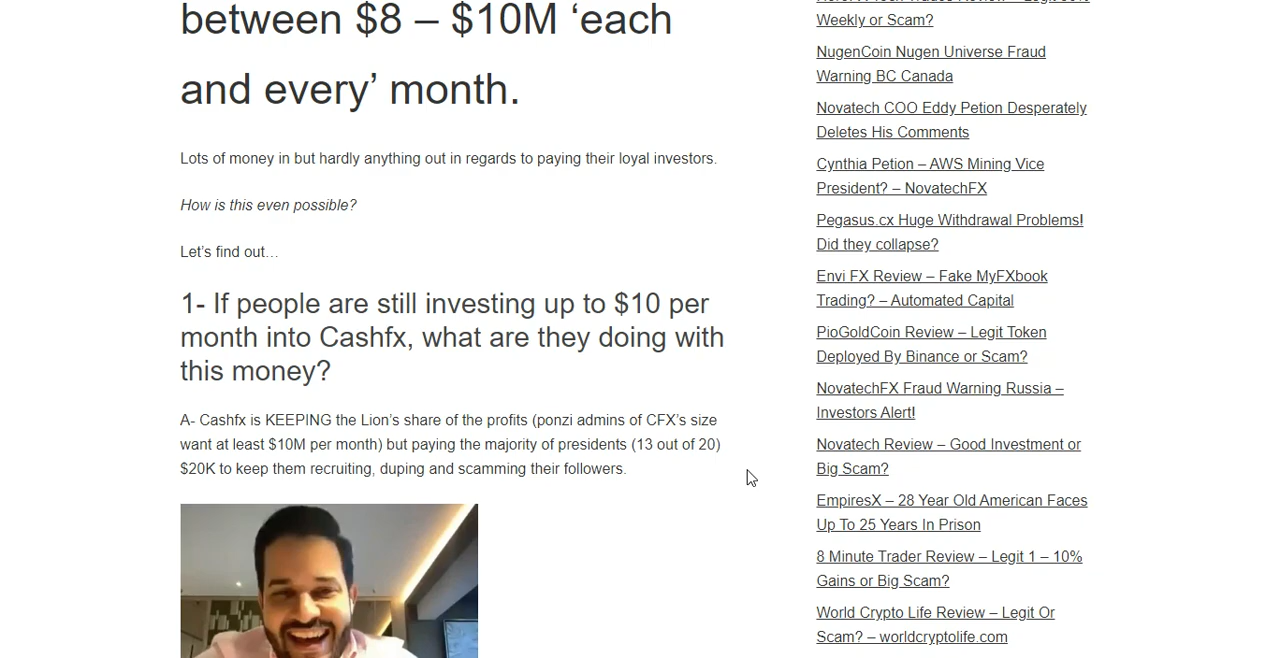 between $8 – $10M ‘each
and every’ month.
Lots of money in but hardly anything out in regards to paying their loyal investors.
How is this even possible?
Let’s find out…
1- If people are still investing up to $10 per
month into Cashfx, what are they doing with
this money?
A- Cashfx is KEEPING the Lion’s share of the profits (ponzi admins of CFX’s size
want at least $10M per month) but paying the majority of presidents (13 out of 20)
$20K to keep them recruiting, duping and scamming their followers.
Weekly or Scam?
NugenCoin Nugen Universe Fraud
Warning BC Canada
Novatech COO Eddy Petion Desperately
Deletes His Comments
Cynthia Petion – AWS Mining Vice
President? – NovatechFX
Pegasus.cx Huge Withdrawal Problems!
Did they collapse?
Envi FX Review – Fake MyFXbook
Trading? – Automated Capital
PioGoldCoin Review – Legit Token
Deployed By Binance or Scam?
NovatechFX Fraud Warning Russia –
Investors Alert!
Novatech Review – Good Investment or
Big Scam?
EmpiresX – 28 Year Old American Faces
Up To 25 Years In Prison
8 Minute Trader Review – Legit 1 – 10%
Gains or Big Scam?
World Crypto Life Review – Legit Or
Scam? – worldcryptolife.com